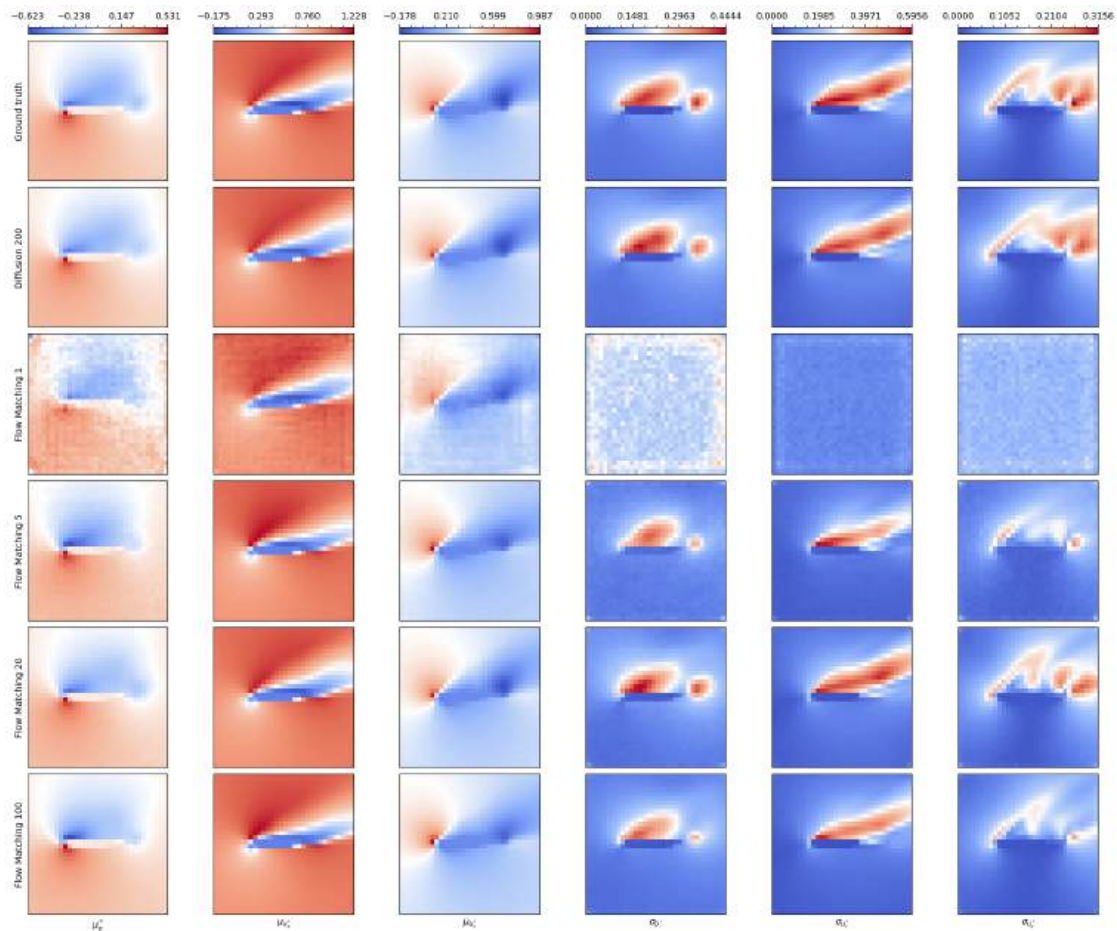 −0.623 −0.238 0.147 0.531
−0.175 0.293 0.760 1.228
−0.178 0.210 0.599 0.987
0.0000 0.1481 0.2963 0.4444
0.0000 0.1985 0.3971 0.5956
0.0000 0.1052 0.2104 0.3156
Ground truth
Diffusion 200
Flow Matching 1
Flow Matching 5
Flow Matching 20
Flow Matching 100